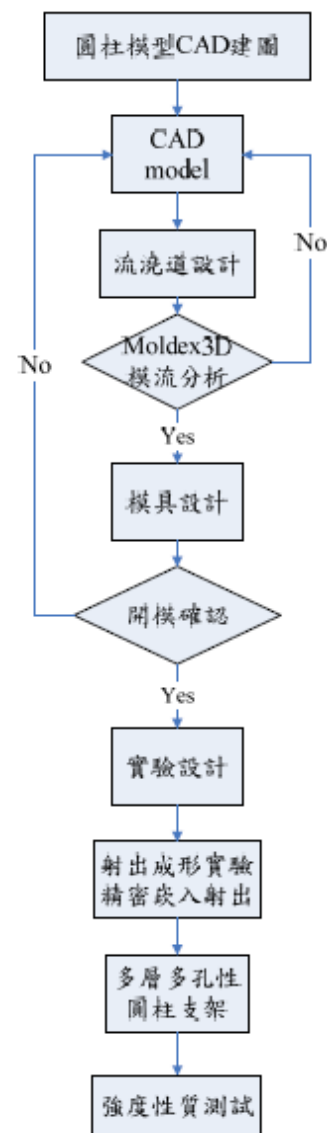 圓柱模型CAD建圖
CAD
model
No
流澆道設計
Moldex3D
模流分析
No
Yes
模具設計
開模確認
Yes
實驗設計
射出成形實驗
精密崁入射出
多層多孔性
圓柱支架
強度性質測試